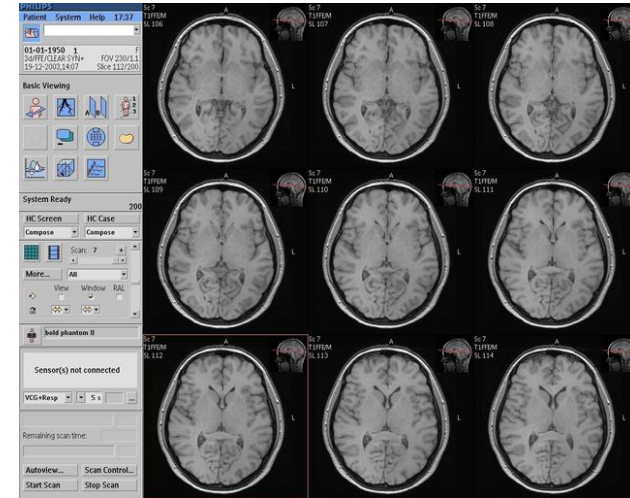 PHILIPS
Patient System Help 17:37
01-01-1950 1 F
3d/FFE/CLEAR SYN+ FOV 230/1.1
19-12-2003,14:07 Slice 112/200
Basic Viewing
A B
1
2
3
System Ready
200
HC Screen HC Case
Compose Compose
Scan: 7 +
More... All
View Window RAL
bold phantom B
Sensor(s) not connected
VCG+Resp 5 s ...
Remaining scan time:
Autoview... Scan Control...
Start Scan Stop Scan
Sc 7
T1FFE/M
SL 106
A
L
Sc 7
T1FFE/M
SL 107
A
L
Sc 7
T1FFE/M
SL 108
A
L
Sc 7
T1FFE/M
SL 109
A
L
Sc 7
T1FFE/M
SL 110
A
L
Sc 7
T1FFE/M
SL 111
A
L
Sc 7
T1FFE/M
SL 112
A
L
Sc 7
T1FFE/M
SL 113
A
L
Sc 7
T1FFE/M
SL 114
A
L